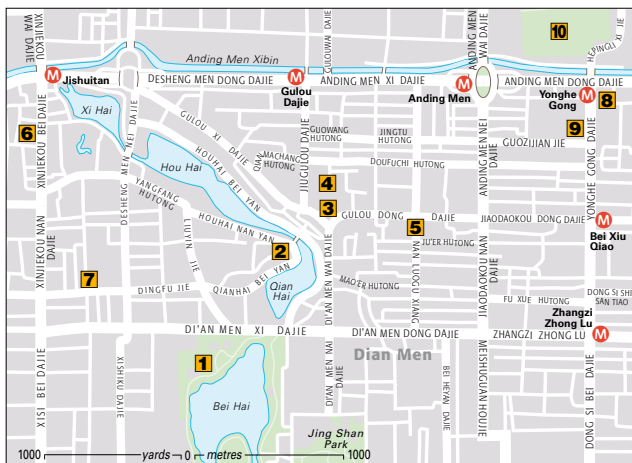 XINJIEKOU
WAI DAJIE
Anding Men Xibin
GULOUWAI DAJIE
ANDING MEN
WAI DAJIE
10
HEPINGLI XI JIE
M
Jishuitan
DESHENG MEN DONG DAJIE
M
Gulou
Dajie
ANDING MEN XI DAJIE
M
Anding Men
ANDING MEN DONG DAJIE
Yonghe
Gong
M
8
Xi Hai
6
XINJIEKOU BEI DAJIE
DESHENG MEN NEI DAJIE
GULOU XI DAJIE
GUOWANG
HUTONG
JINGTU
HUTONG
9
GUOZIJIAN JIE
Hou Hai
HOUHAI BEI YAN
QIAN MACHANG
HUTONG
JIUGULOU DAJIE
DOUFUCHI HUTONG
ANDING MEN NEI
DAJIE
YONGHE GONG DAJIE
YANGFANG
HUTONG
4
3
GULOU DONG DAJIE
5
JIAODAOKOU DONG DAJIE
M
Bei Xiu
Qiao
XINJIEKOU NAN
DAJIE
LIUYIN JIE
HOUHAI NAN YAN
2
JU'ER HUTONG
7
DINGFU JIE
QIANHAI BEI YAN
Qian
Hai
DI'AN MEN WAI DAJIE
MAO'ER HUTONG
NAN LUOGU XIANG
JIAODAOKOU NAN
DAJIE
DONG SI SHI
SAN TIAO
FU XUE HUTONG
Zhangzi
Zhong Lu
M
DI'AN MEN XI DAJIE
DI'AN MEN DONG DAJIE
ZHANGZI ZHONG LU
Dian Men
1
XISI BEI DAJIE
XISHIKU DAJIE
Bei Hai
DI'AN MEN NAI
DAJIE
BEI HEYAN DAJIE
MEISHUGUAN HOUJIE
DONG SI BEI DAJIE
Jing Shan
Park
1000 yards 0 metres 1000